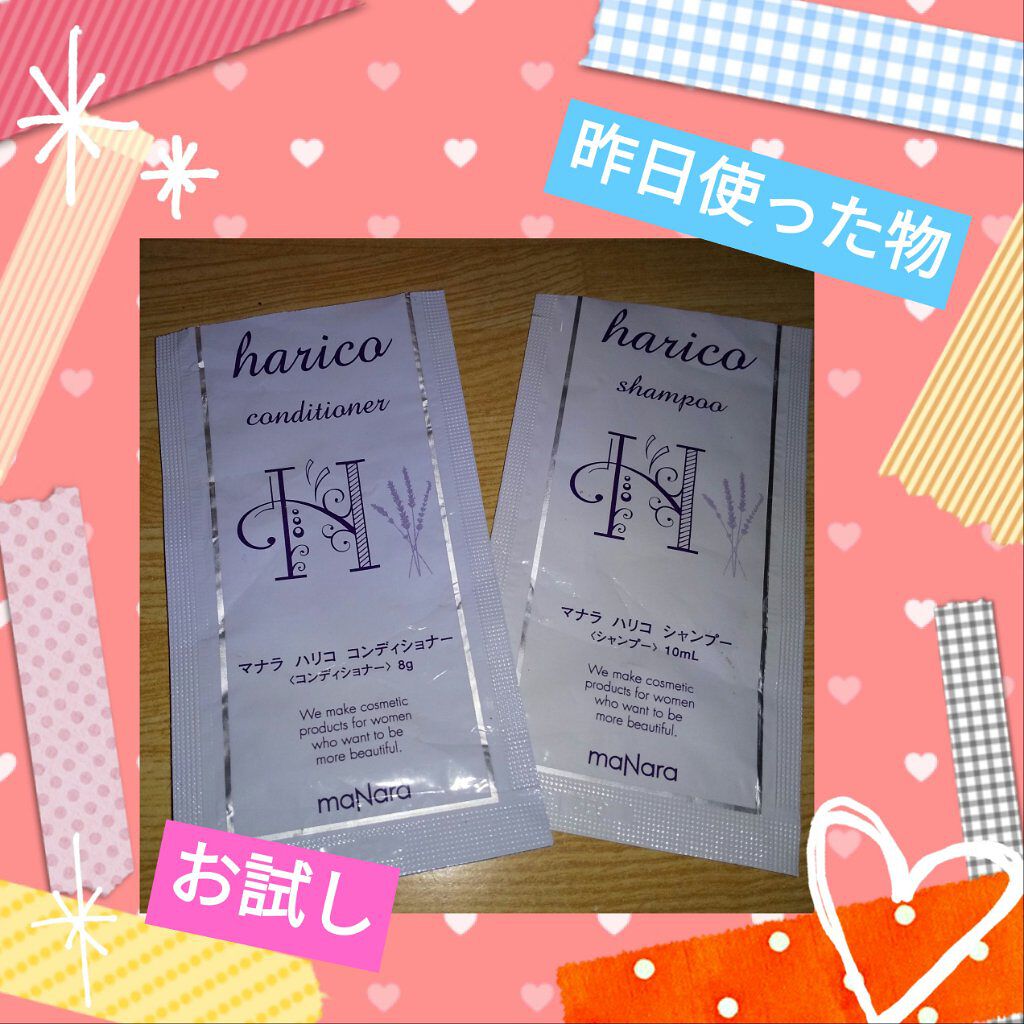 昨日使った物
harico
conditioner
H
マナラ ハリコ コンディショナー
〈コンディショナー〉8g
We make cosmetic
products for women
who want to be
more beautiful.
maNara
harico
shampoo
H
マナラ ハリコ シャンプー
〈シャンプー〉10mL
We make cosmetic
products for women
who want to be
more beautiful.
maNara
お試し